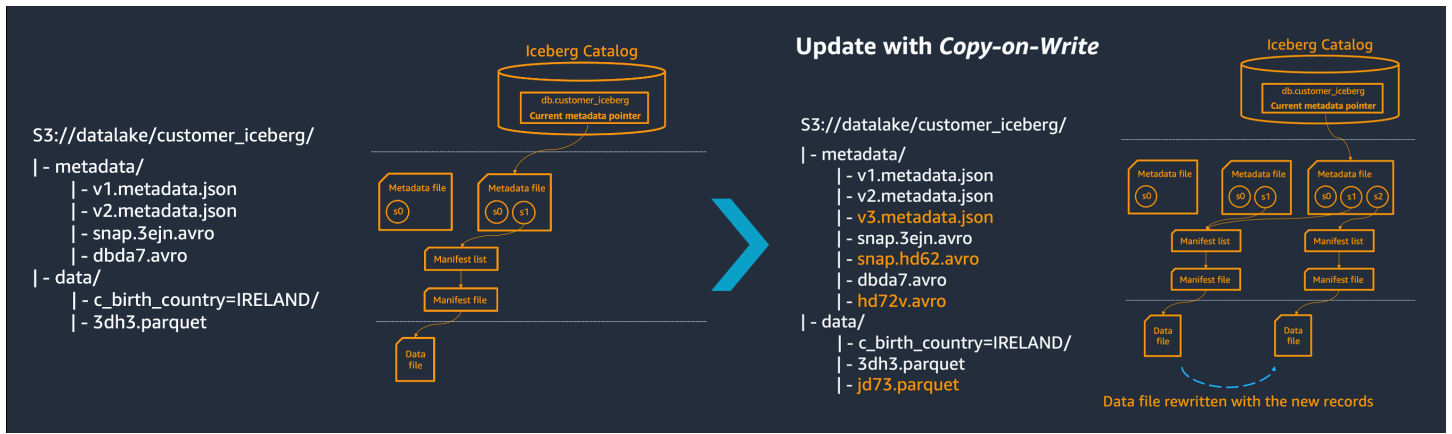 Iceberg Catalog
db.customer_iceberg
Current metadata pointer
S3://datalake/customer_iceberg/
|- metadata/
|- v1.metadata.json
|- v2.metadata.json
|- snap.3ejn.avro
|- dbda7.avro
|- data/
|- c_birth_country=IRELAND/
|- 3dh3.parquet
Metadata file
s0
Metadata file
s0 s1
Manifest list
Manifest file
Data
file
Update with Copy-on-Write
Iceberg Catalog
db.customer_iceberg
Current metadata pointer
S3://datalake/customer_iceberg/
|- metadata/
|- v1.metadata.json
|- v2.metadata.json
|- v3.metadata.json
|- snap.3ejn.avro
|- snap.hd62.avro
|- dbda7.avro
|- hd72v.avro
|- data/
|- c_birth_country=IRELAND/
|- 3dh3.parquet
|- jd73.parquet
Metadata file
s0
Metadata file
s0 s1
Metadata file
s0 s1 s2
Manifest list
Manifest list
Manifest file
Manifest file
Data
file
Data
file
Data file rewritten with the new records